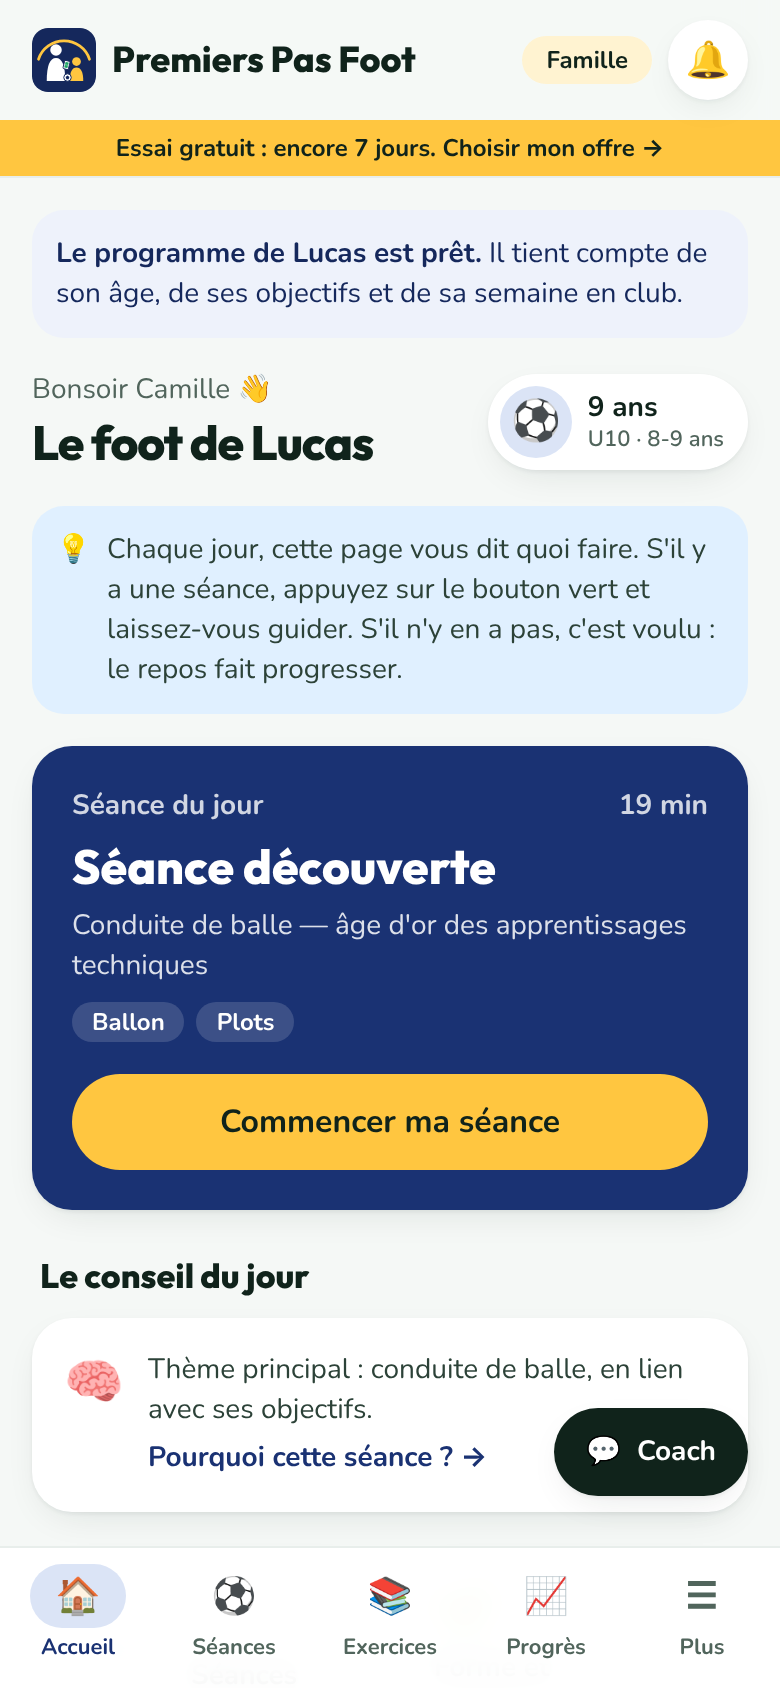 Premiers Pas Foot
Famille
Essai gratuit : encore 7 jours. Choisir mon offre →
Le programme de Lucas est prêt. Il tient compte de
son âge, de ses objectifs et de sa semaine en club.
Bonsoir Camille 👋
Le foot de Lucas
9 ans
U10 · 8-9 ans
Chaque jour, cette page vous dit quoi faire. S'il y
a une séance, appuyez sur le bouton vert et
laissez-vous guider. S'il n'y en a pas, c'est voulu :
le repos fait progresser.
Séance du jour
19 min
Séance découverte
Conduite de balle — âge d'or des apprentissages
techniques
Ballon
Plots
Commencer ma séance
Le conseil du jour
Thème principal : conduite de balle, en lien
avec ses objectifs.
Pourquoi cette séance ? →
Coach
Accueil
Séances
Exercices
Progrès
Plus
Séances